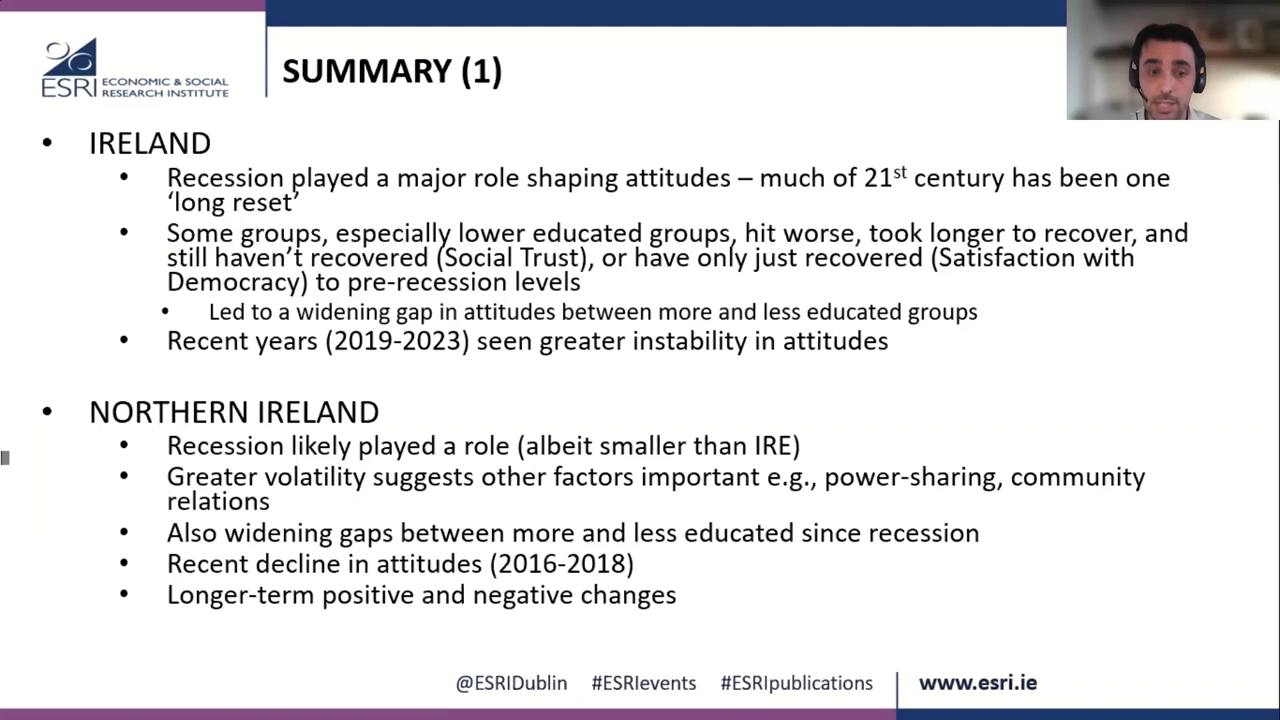 ESRI ECONOMIC & SOCIAL
RESEARCH INSTITUTE
SUMMARY (1)
• IRELAND
• Recession played a major role shaping attitudes – much of 21st century has been one
‘long reset’
• Some groups, especially lower educated groups, hit worse, took longer to recover, and
still haven’t recovered (Social Trust), or have only just recovered (Satisfaction with
Democracy) to pre-recession levels
• Led to a widening gap in attitudes between more and less educated groups
• Recent years (2019-2023) seen greater instability in attitudes
• NORTHERN IRELAND
• Recession likely played a role (albeit smaller than IRE)
• Greater volatility suggests other factors important e.g., power-sharing, community
relations
• Also widening gaps between more and less educated since recession
• Recent decline in attitudes (2016-2018)
• Longer-term positive and negative changes
@ESRIDublin #ESRIevents #ESRIpublications www.esri.ie